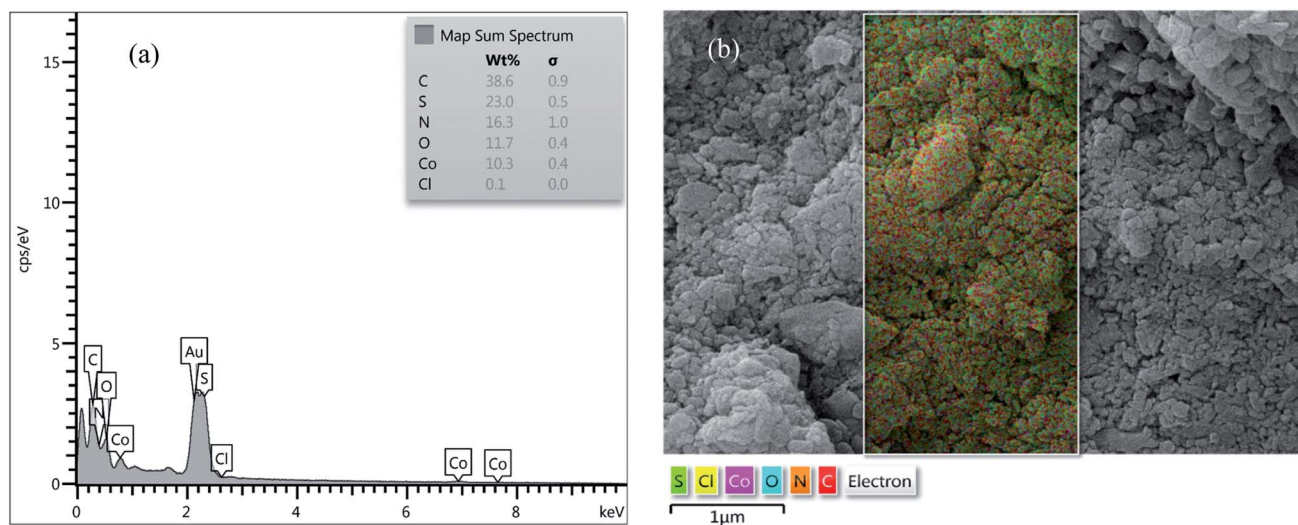 (a)
Map Sum Spectrum
Wt% σ
C 38.6 0.9
S 23.0 0.5
N 16.3 1.0
O 11.7 0.4
Co 10.3 0.4
Cl 0.1 0.0
15
10
5
0
cps/eV
C
O
N
Co
Au
S
Cl
Co
Co
0 2 4 6 8 keV
(b)
S Cl Co O N C Electron
1μm